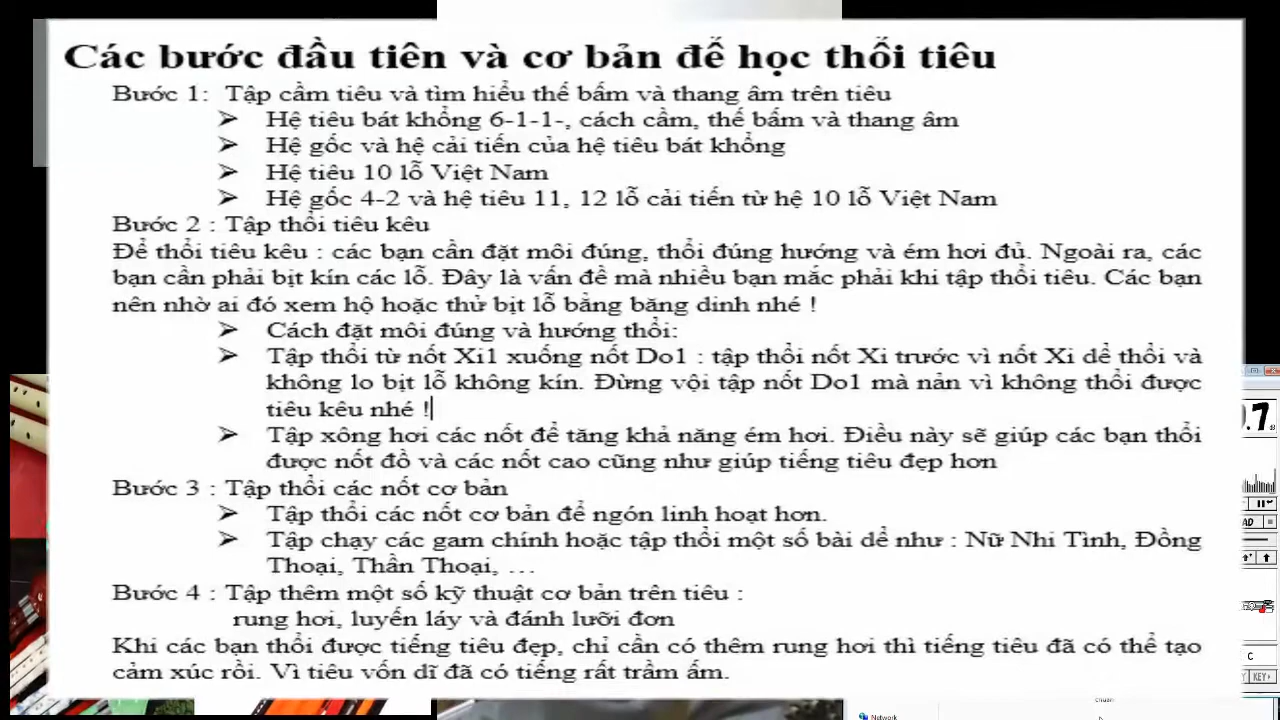 Các bước đầu tiên và cơ bản để học thổi tiêu
Bước 1: Tập cầm tiêu và tìm hiểu thế bấm và thang âm trên tiêu
➢ Hệ tiêu bát khổng 6-1-1-, cách cầm, thế bấm và thang âm
➢ Hệ gốc và hệ cải tiến của hệ tiêu bát khổng
➢ Hệ tiêu 10 lỗ Việt Nam
➢ Hệ gốc 4-2 và hệ tiêu 11, 12 lỗ cải tiến từ hệ 10 lỗ Việt Nam
Bước 2 : Tập thổi tiêu kêu
Để thổi tiêu kêu : các bạn cần đặt môi đúng, thổi đúng hướng và ém hơi đủ. Ngoài ra, các
bạn cần phải bịt kín các lỗ. Đây là vấn đề mà nhiều bạn mắc phải khi tập thổi tiêu. Các bạn
nên nhờ ai đó xem hộ hoặc thử bịt lỗ bằng băng dinh nhé !
➢ Cách đặt môi đúng và hướng thổi:
➢ Tập thổi từ nốt Xi1 xuống nốt Do1 : tập thổi nốt Xi trước vì nốt Xi dể thổi và
không lo bịt lỗ không kín. Đừng vội tập nốt Do1 mà nản vì không thổi được
tiêu kêu nhé !
➢ Tập xông hơi các nốt để tăng khả năng ém hơi. Điều này sẽ giúp các bạn thổi
được nốt đồ và các nốt cao cũng như giúp tiếng tiêu đẹp hơn
Bước 3 : Tập thổi các nốt cơ bản
➢ Tập thổi các nốt cơ bản để ngón linh hoạt hơn.
➢ Tập chạy các gam chính hoặc tập thổi một số bài dể như : Nữ Nhi Tình, Đồng
Thoại, Thần Thoại, …
Bước 4 : Tập thêm một số kỹ thuật cơ bản trên tiêu :
rung hơi, luyến láy và đánh lưỡi đơn
Khi các bạn thổi được tiếng tiêu đẹp, chỉ cần có thêm rung hơi thì tiếng tiêu đã có thể tạo
cảm xúc rồi. Vì tiêu vốn dĩ đã có tiếng rất trầm ấm.
0.7
AD
C
KEY+
Network